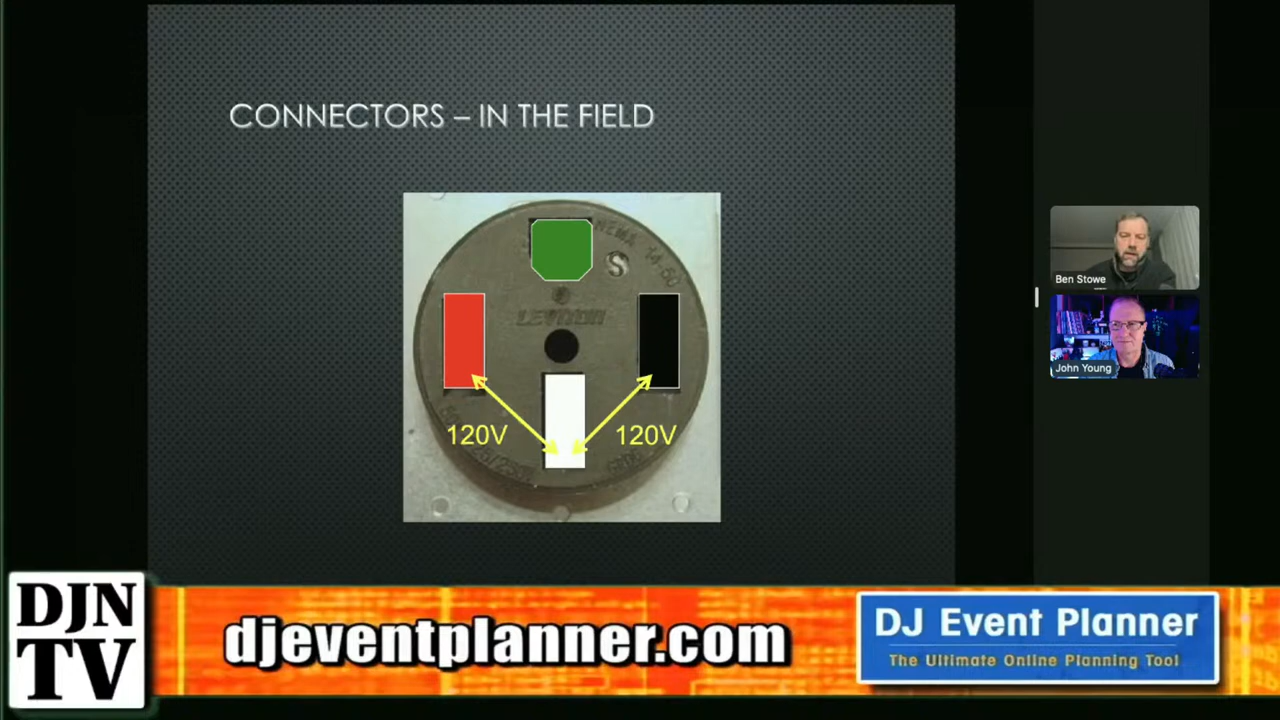 CONNECTORS – IN THE FIELD
NEMA 14-50
S
LEVITON
120V
120V
Ben Stowe
John Young
DJN
TV
djeventplanner.com
DJ Event Planner
The Ultimate Online Planning Tool